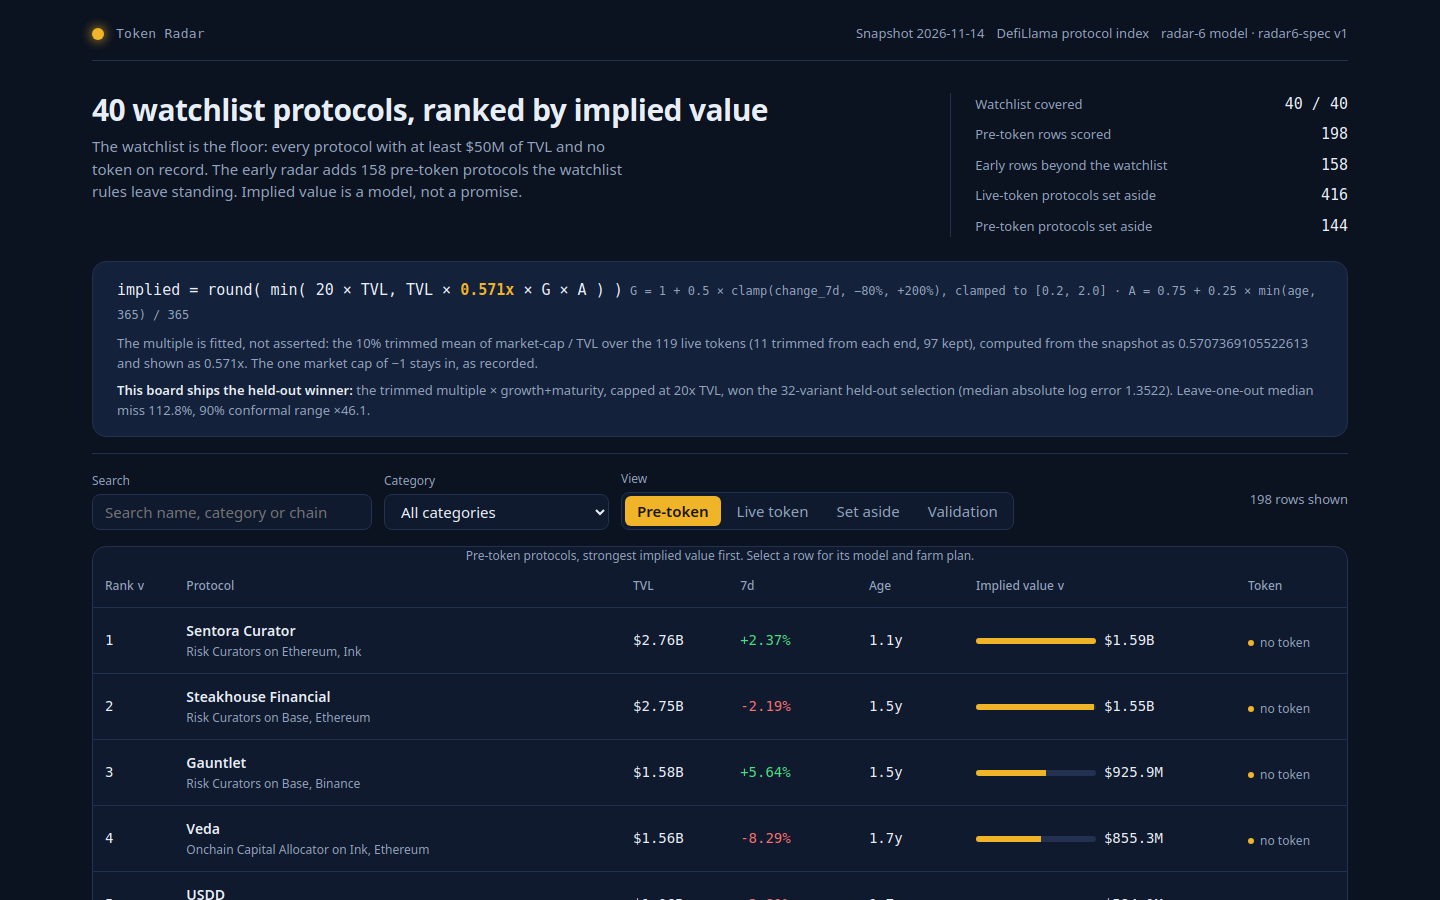 Token Radar
Snapshot 2026-11-14 DefiLlama protocol index radar-6 model · radar6-spec v1
40 watchlist protocols, ranked by implied value
The watchlist is the floor: every protocol with at least $50M of TVL and no
token on record. The early radar adds 158 pre-token protocols the watchlist
rules leave standing. Implied value is a model, not a promise.
Watchlist covered 40 / 40
Pre-token rows scored 198
Early rows beyond the watchlist 158
Live-token protocols set aside 416
Pre-token protocols set aside 144
implied = round( min( 20 × TVL, TVL × 0.571x × G × A ) ) G = 1 + 0.5 × clamp(change_7d, −80%, +200%), clamped to [0.2, 2.0] · A = 0.75 + 0.25 × min(age,
365) / 365
The multiple is fitted, not asserted: the 10% trimmed mean of market-cap / TVL over the 119 live tokens (11 trimmed from each end, 97 kept), computed from the snapshot as 0.5707369105522613
and shown as 0.571x. The one market cap of −1 stays in, as recorded.
This board ships the held-out winner: the trimmed multiple × growth+maturity, capped at 20x TVL, won the 32-variant held-out selection (median absolute log error 1.3522). Leave-one-out median
miss 112.8%, 90% conformal range ×46.1.
Search
Category
View
Search name, category or chain
All categories
Pre-token Live token Set aside Validation
198 rows shown
Pre-token protocols, strongest implied value first. Select a row for its model and farm plan.
Rank v Protocol TVL 7d Age Implied value v Token
1 Sentora Curator $2.76B +2.37% 1.1y $1.59B no token
Risk Curators on Ethereum, Ink
2 Steakhouse Financial $2.75B -2.19% 1.5y $1.55B no token
Risk Curators on Base, Ethereum
3 Gauntlet $1.58B +5.64% 1.5y $925.9M no token
Risk Curators on Base, Binance
4 Veda $1.56B -8.29% 1.7y $855.3M no token
Onchain Capital Allocator on Ink, Ethereum
USDD